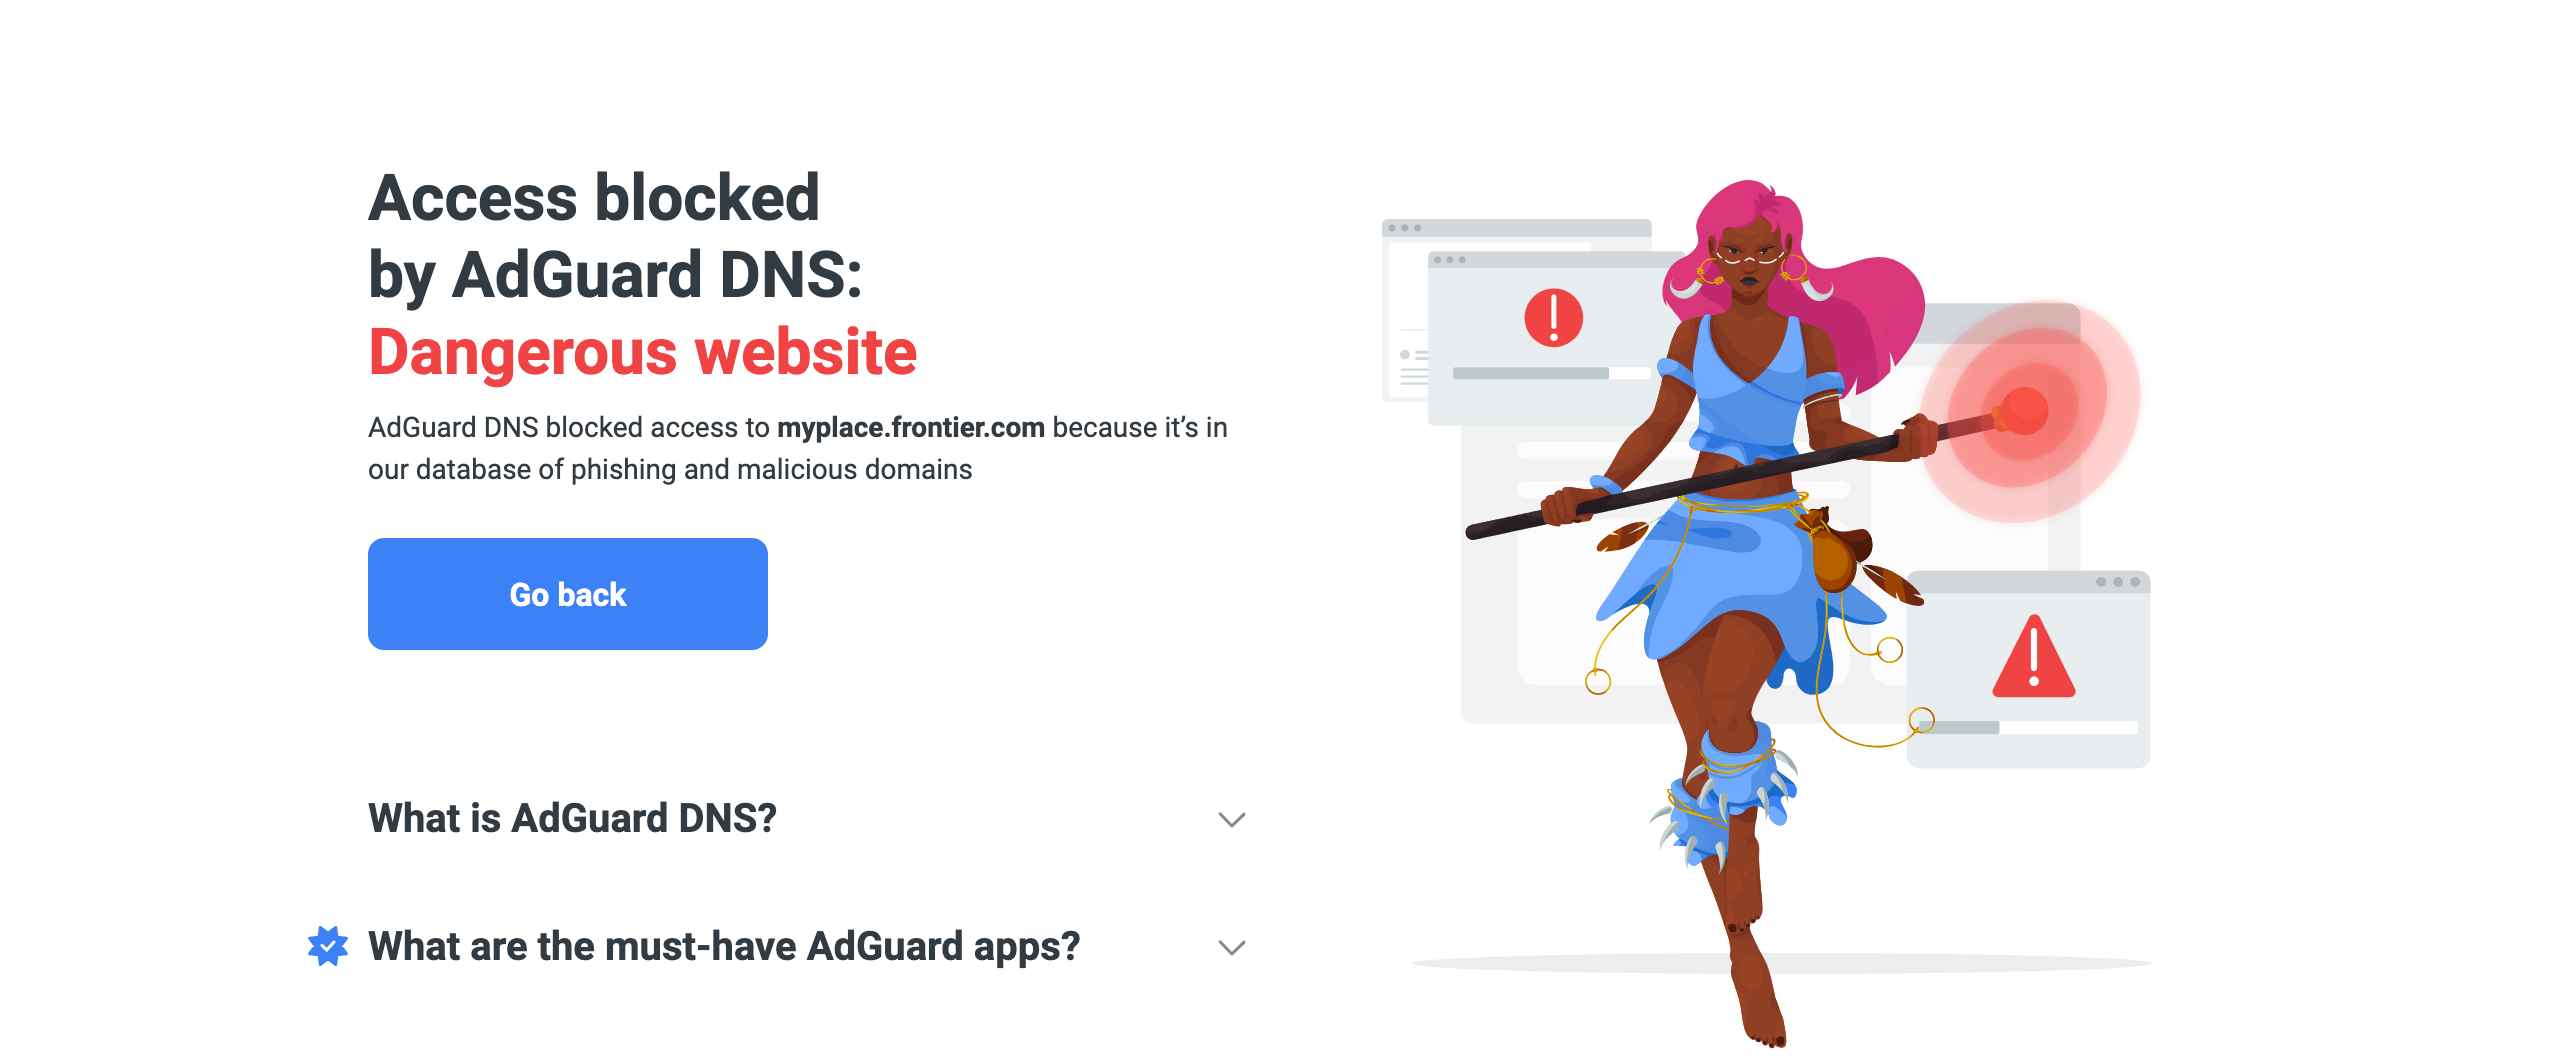 Access blocked
by AdGuard DNS:
Dangerous website
AdGuard DNS blocked access to myplace.frontier.com because it’s in
our database of phishing and malicious domains
Go back
What is AdGuard DNS?
What are the must-have AdGuard apps?